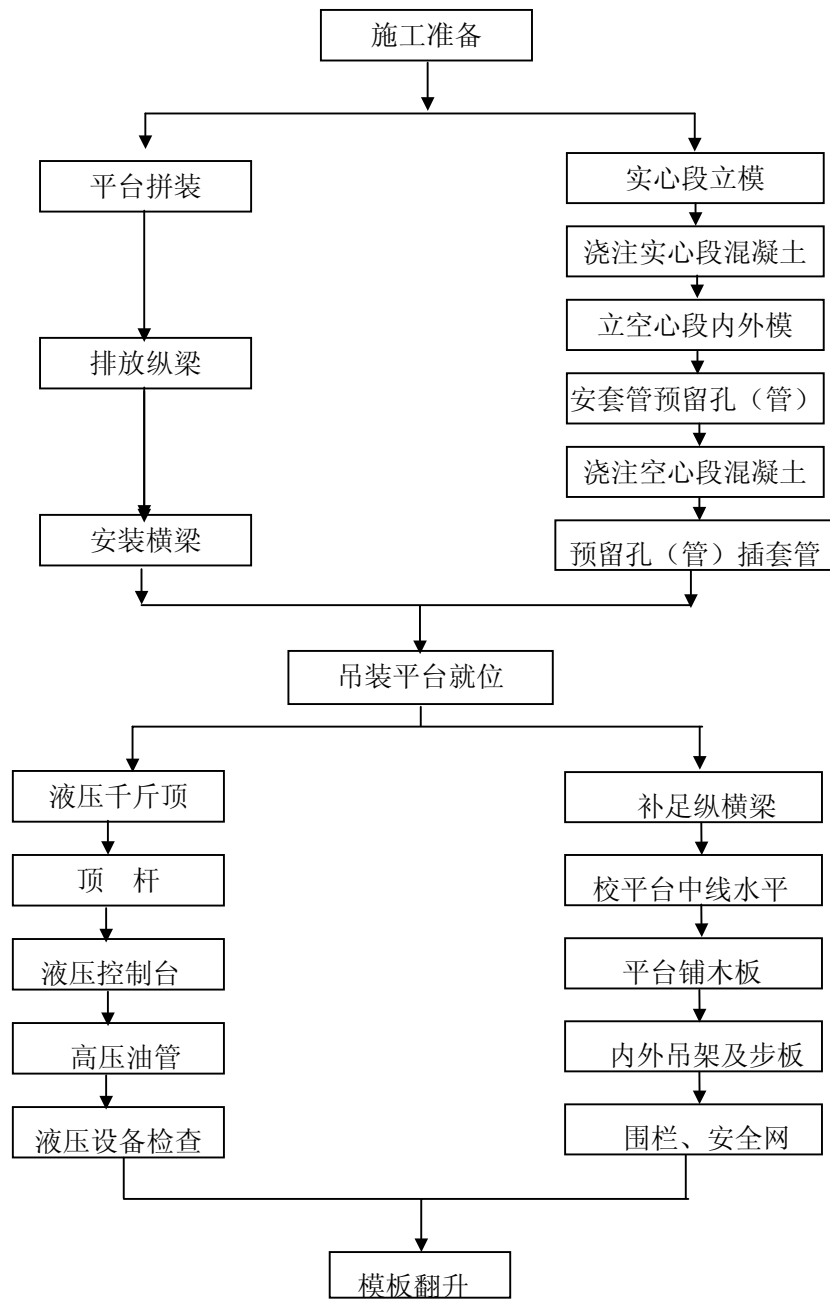 施工准备
平台拼装
实心段立模
浇注实心段混凝土
立空心段内外模
排放纵梁
安套管预留孔（管）
浇注空心段混凝土
安装横梁
预留孔（管）插套管
吊装平台就位
液压千斤顶
补足纵横梁
顶 杆
校平台中线水平
液压控制台
平台铺木板
高压油管
内外吊架及步板
液压设备检查
围栏、安全网
模板翻升